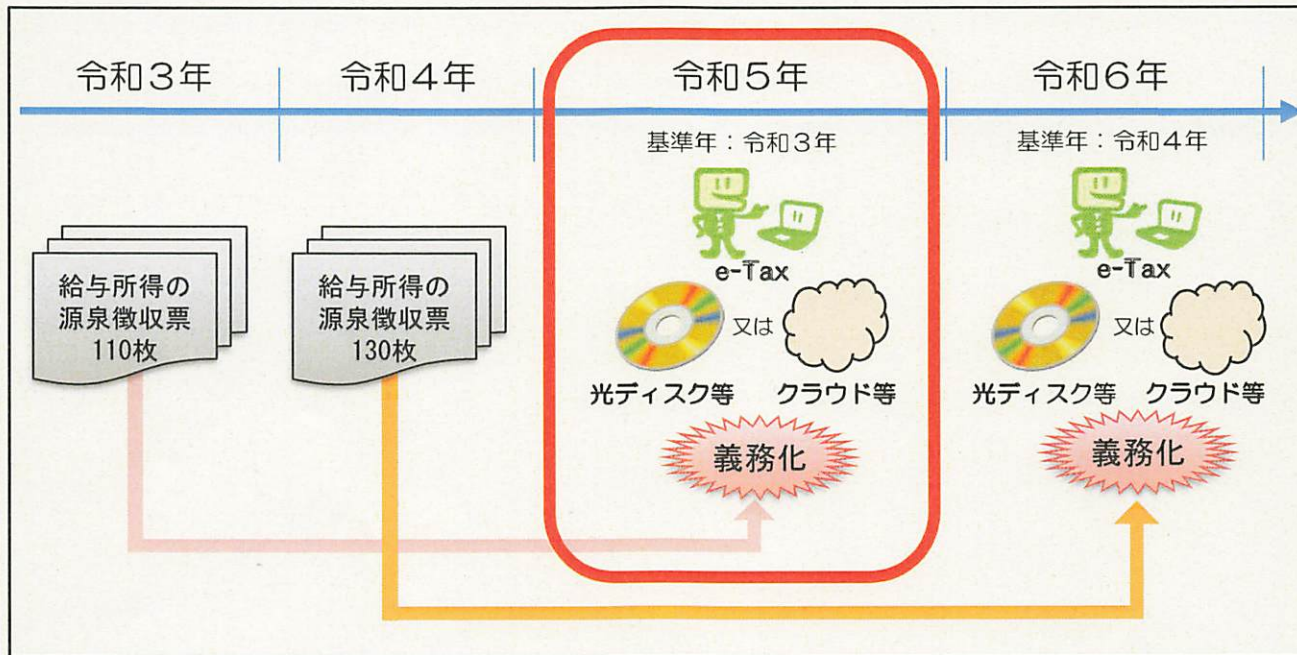 令和３年
令和４年
令和５年
令和６年
基準年：令和３年
基準年：令和４年
給与所得の
源泉徴収票
110枚
給与所得の
源泉徴収票
130枚
e-Tax
又は
光ディスク等
クラウド等
義務化
e-Tax
又は
光ディスク等
クラウド等
義務化